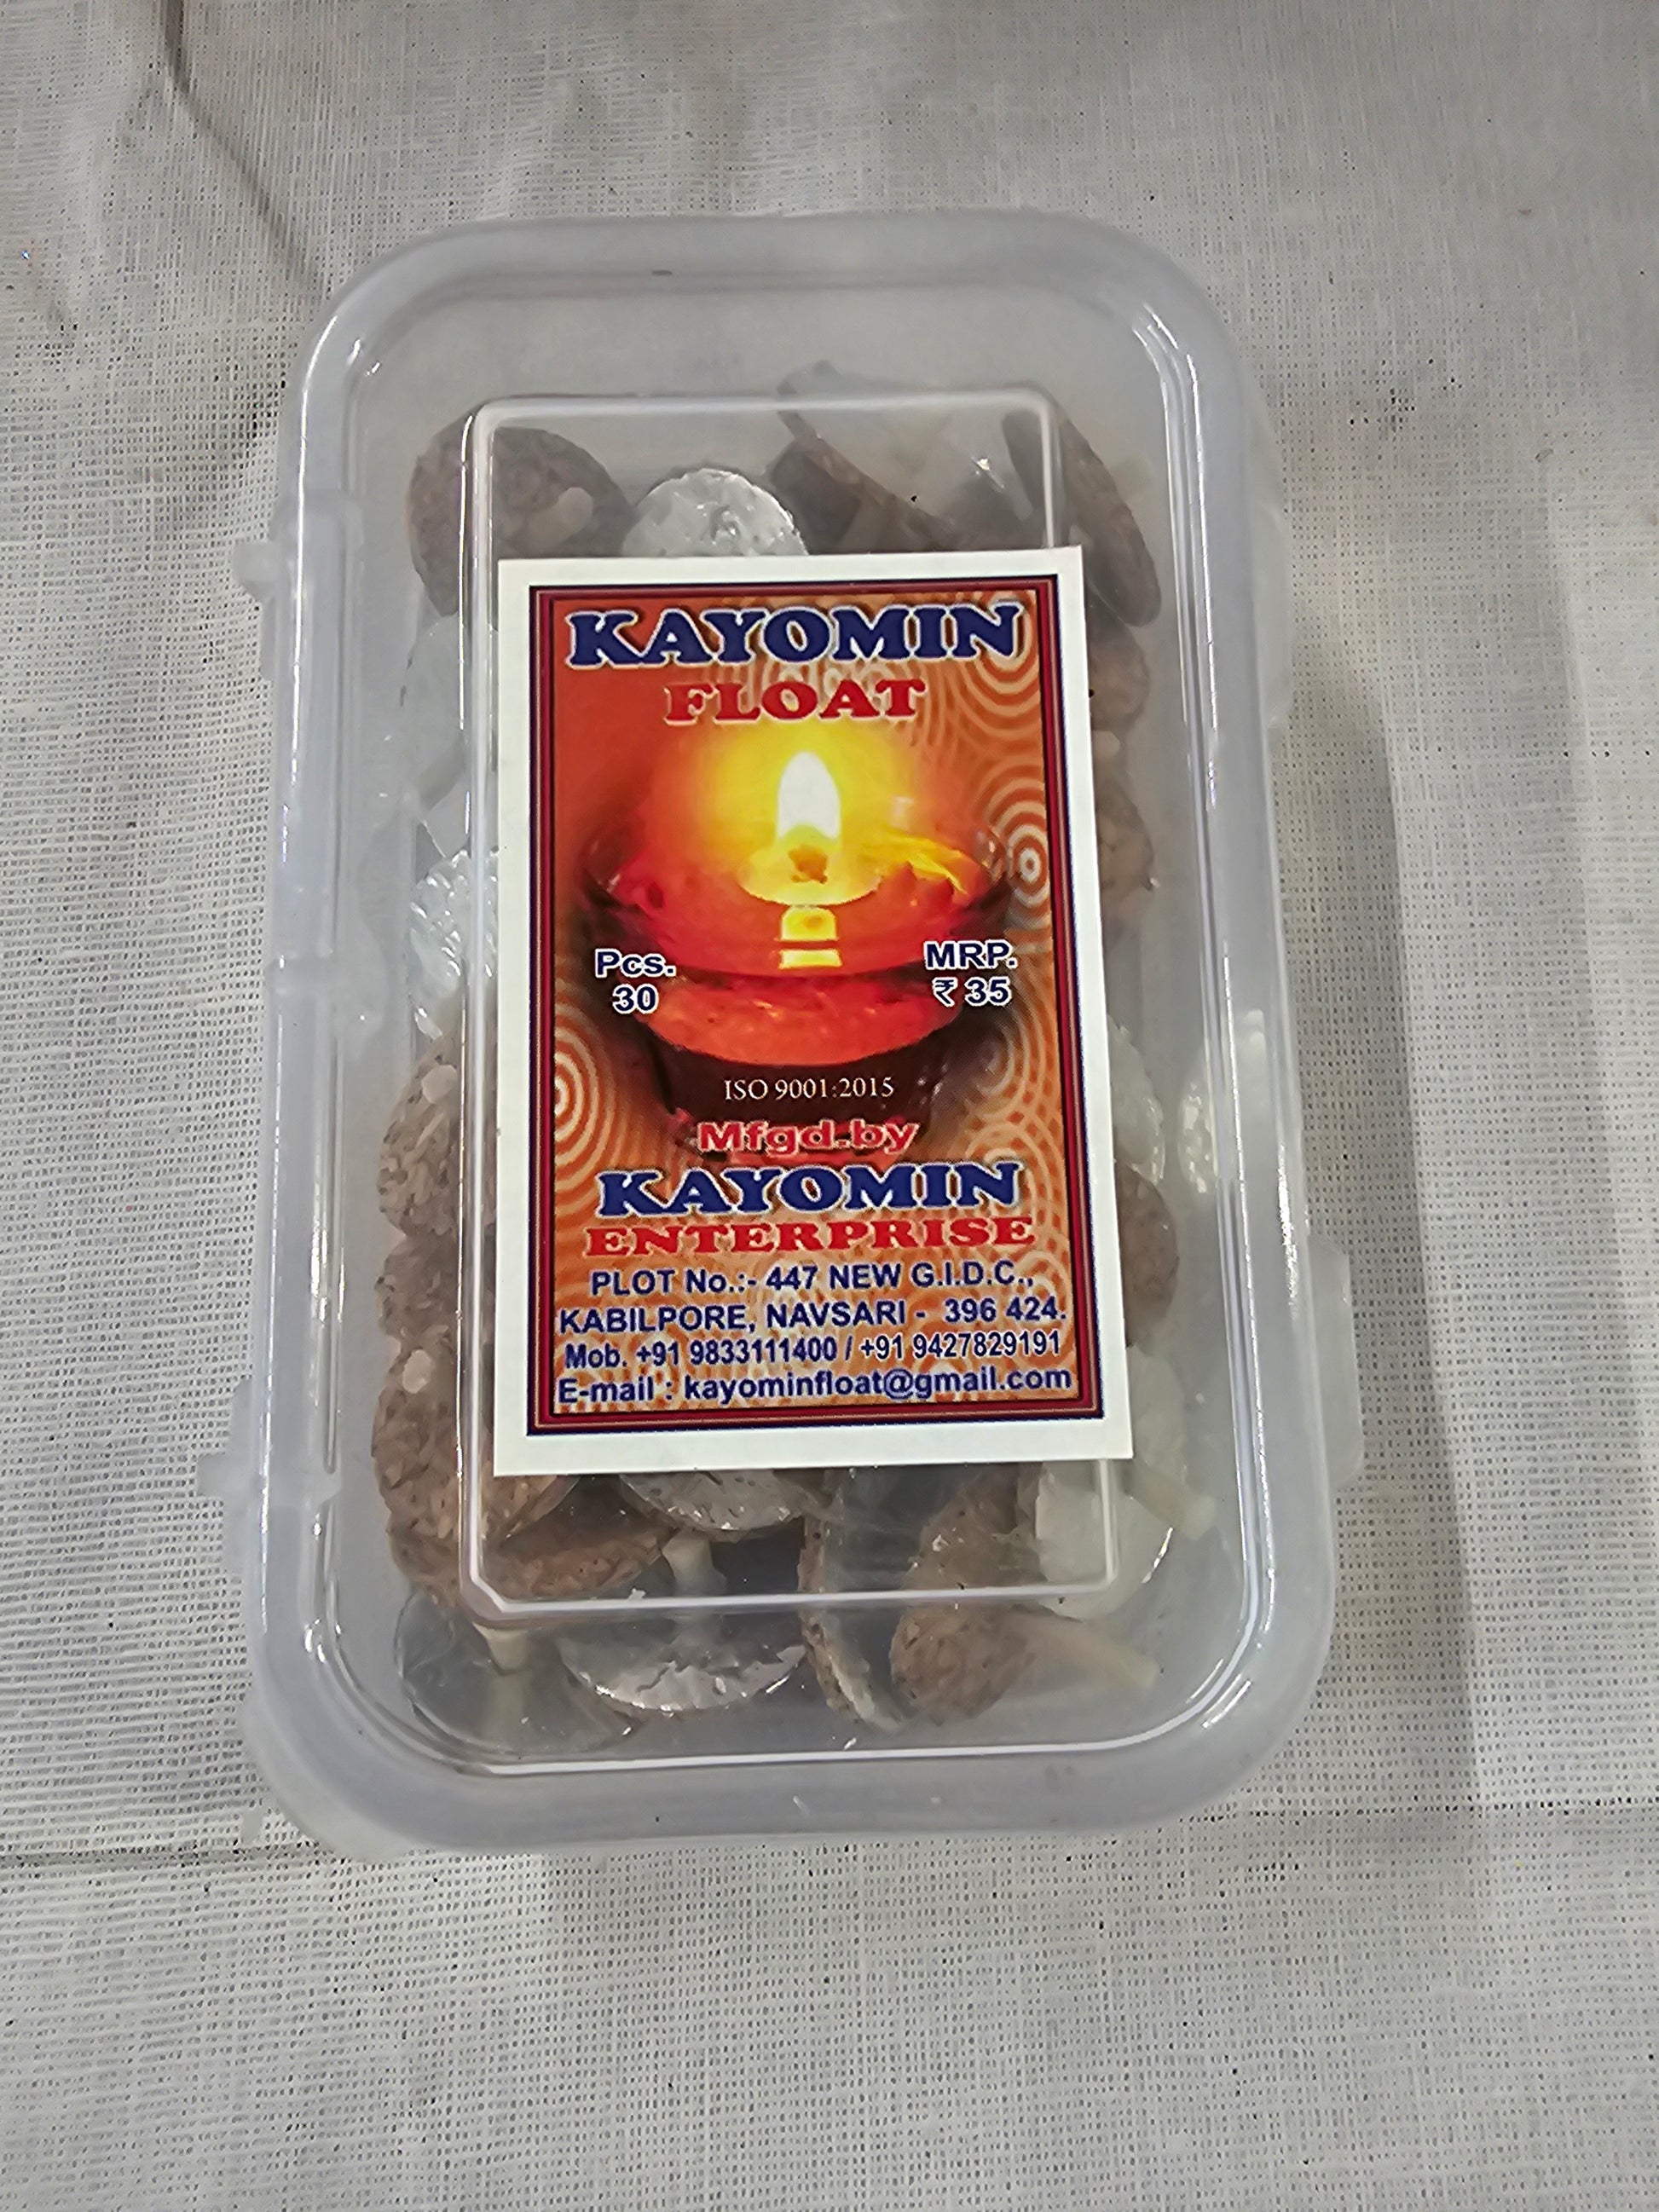 KAYOMIN
FLOAT
Pcs. MRP.
30 ₹ 35
ISO 9001:2015
Mfgd.by
KAYOMIN
ENTERPRISE
PLOT No.:- 447 NEW G.I.D.C.,
KABILPORE, NAVSARI - 396 424.
Mob. +91 9833111400 / +91 9427829191
E-mail : kayominfloat@gmail.com